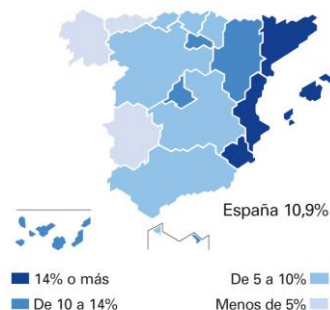 España 10,9%
14% o más
De 5 a 10%
De 10 a 14%
Menos de 5%